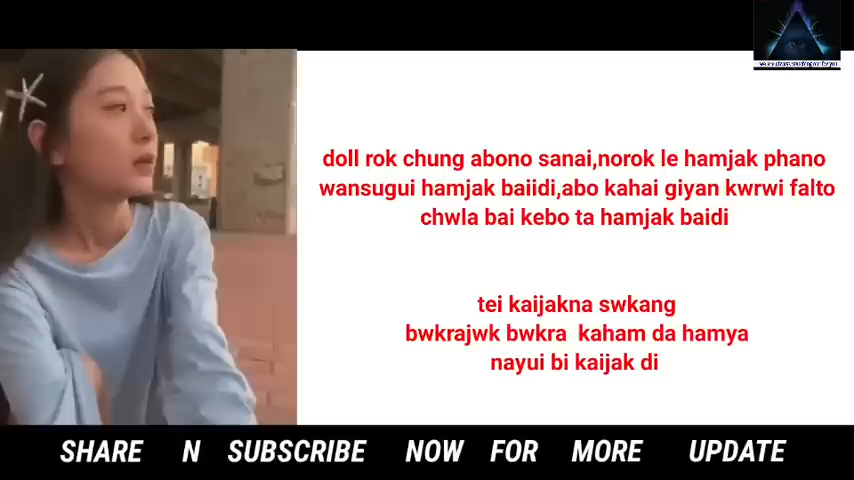 doll rok chung abono sanai,norok le hamjak phano
wansugui hamjak baiidi,abo kahai giyan kwrwi falto
chwla bai kebo ta hamjak baidi
tei kaijakna swkang
bwkrajwk bwkra kaham da hamya
nayui bi kaijak di
SHARE N SUBSCRIBE NOW FOR MORE UPDATE